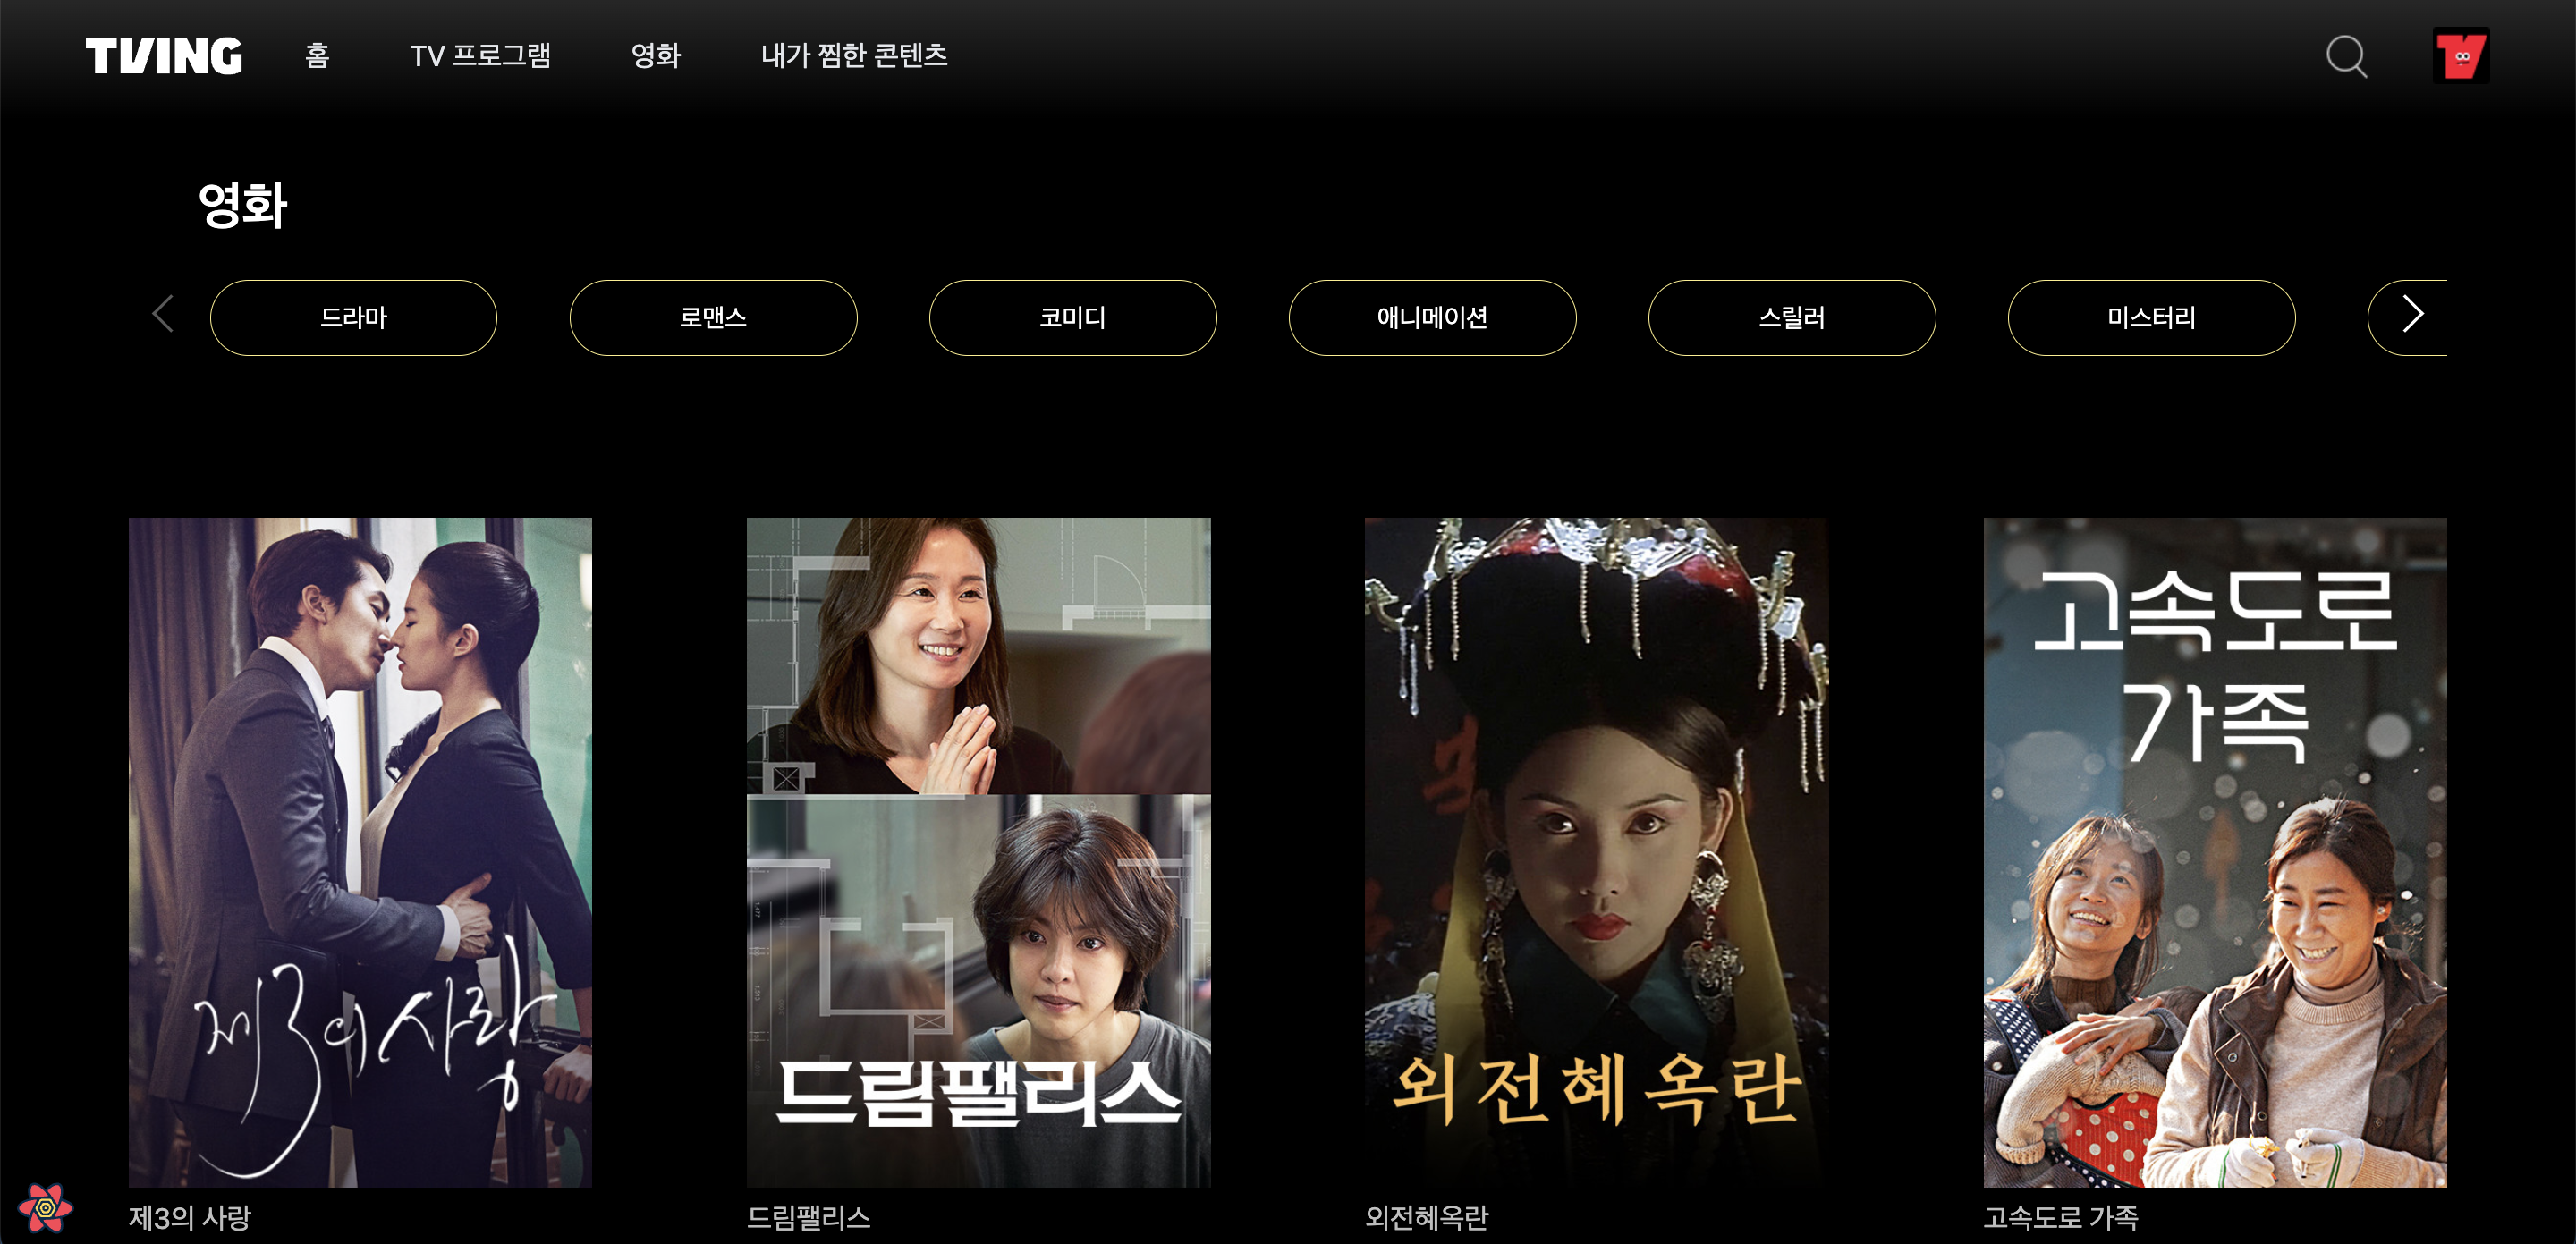 TVING 홈 TV 프로그램 영화 내가 찜한 콘텐츠
영화
드라마 로맨스 코미디 애니메이션 스릴러 미스터리
제3의사랑
드림팰리스
외전혜옥란
고속도로
가족
제3의 사랑 드림팰리스 외전혜옥란 고속도로 가족